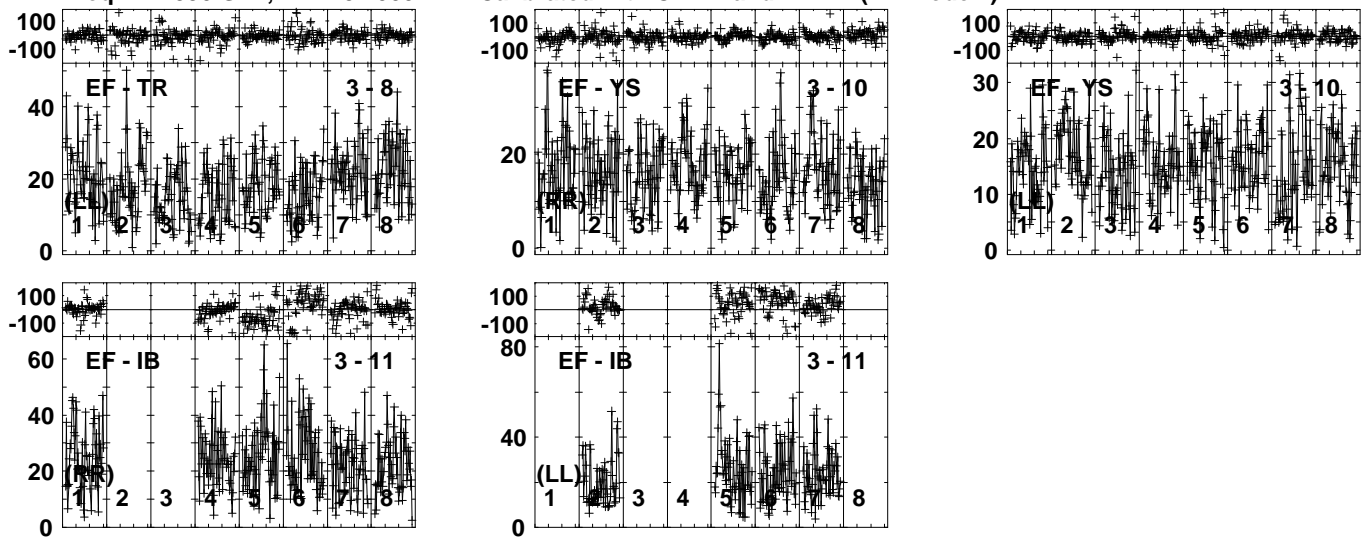 100 100 100
-100 -100 -100
EF - TR 3 - 8 EF - YS 3 - 10 EF - YS 3 - 10
40 20 0
(LL)
1 2 3 4 5 6 7 8
20 0
(RR)
1 2 3 4 5 6 7 8
30 20 10 0
(LL)
1 2 3 4 5 6 7 8
100 100
-100 -100
EF - IB 3 - 11 EF - IB 3 - 11
60 40 20 0
(RR)
1 2 3 4 5 6 7 8
80 40 0
(LL)
1 2 3 4 5 6 7 8